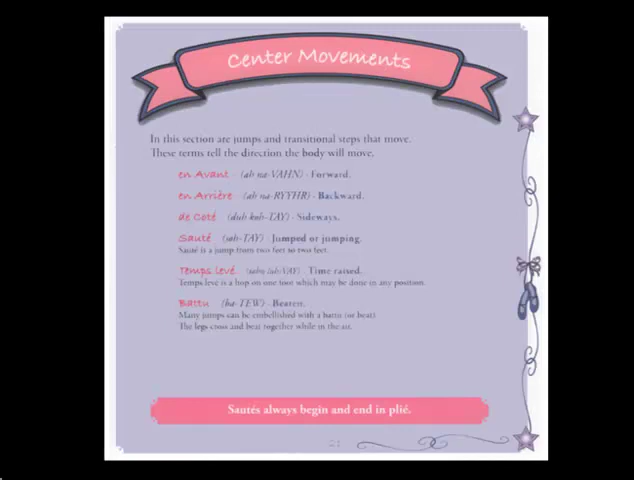 Center Movements
In this section are jumps and transitional steps that move.
These terms tell the direction the body will move.
en Avant (ah na-VAHN) - Forward.
en Arrière (ah na-RYYHR) - Backward.
de Coté (duh koh-TAY) - Sideways.
Sauté (soh-TAY) - Jumped or jumping.
Sauté is a jump from two feet to two feet.
Temps levé - Time raised.
Temps levé is a hop on one foot which may be done in any position.
Battu (ba-TEW) - Beaten.
Many jumps can be embellished with a battu (or beat)
The legs cross and beat together while in the air.
Sautés always begin and end in plié.